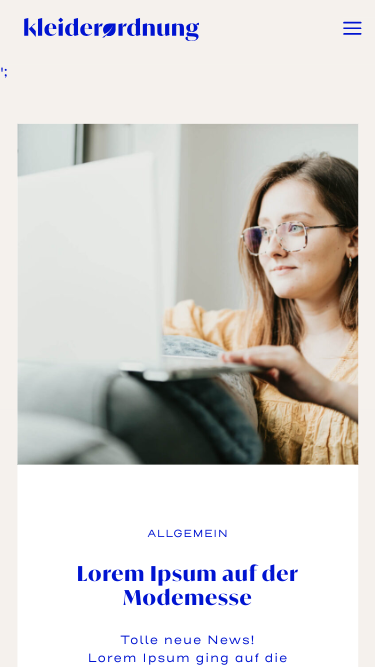 kleiderordnung
';
ALLGEMEIN
Lorem Ipsum auf der
Modemesse
Tolle neue News!
Lorem Ipsum ging auf die